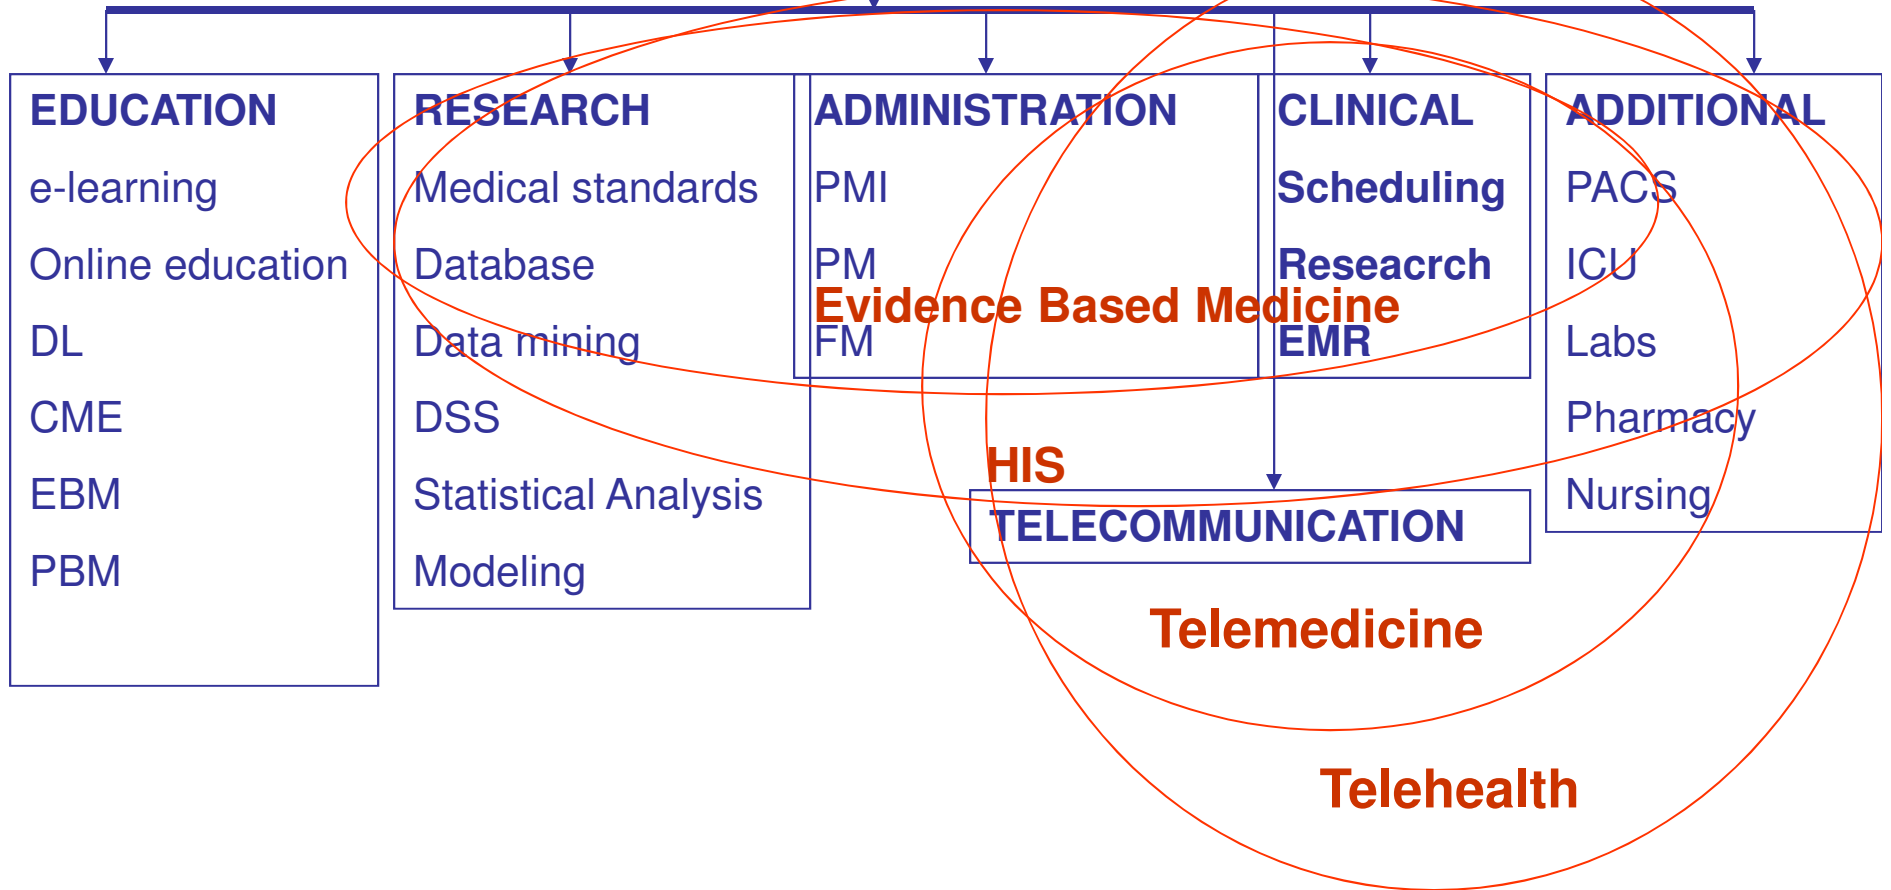 EDUCATION
e-learning
Online education
DL
CME
EBM
PBM
RESEARCH
Medical standards
Database
Data mining
DSS
Statistical Analysis
Modeling
ADMINISTRATION
PMI
PM
FM
CLINICAL
Scheduling
Reseacrch
EMR
ADDITIONAL
PACS
ICU
Labs
Pharmacy
Nursing
Evidence Based Medicine
HIS
TELECOMMUNICATION
Telemedicine
Telehealth